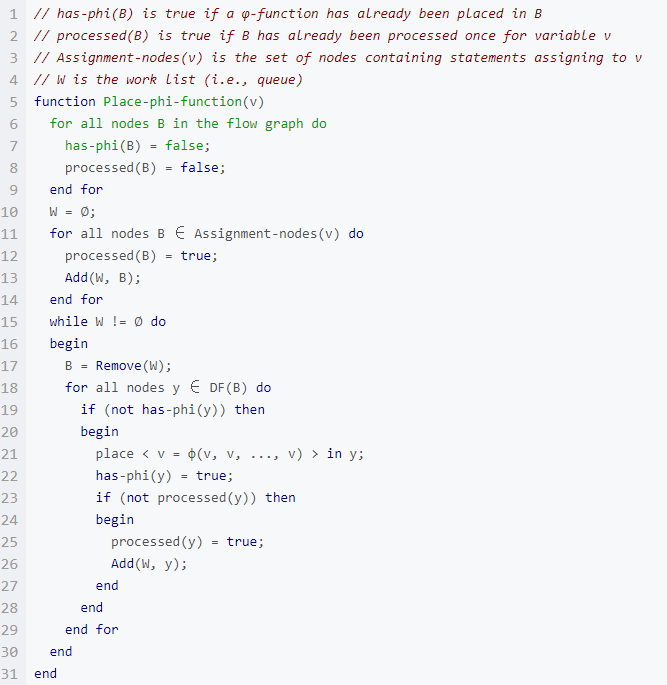 1 // has-phi(B) is true if a φ-function has already been placed in B
2 // processed(B) is true if B has already been processed once for variable v
3 // Assignment-nodes(v) is the set of nodes containing statements assigning to v
4 // W is the work list (i.e., queue)
5 function Place-phi-function(v)
6 for all nodes B in the flow graph do
7 has-phi(B) = false;
8 processed(B) = false;
9 end for
10 W = Ø;
11 for all nodes B ∈ Assignment-nodes(v) do
12 processed(B) = true;
13 Add(W, B);
14 end for
15 while W != Ø do
16 begin
17 B = Remove(W);
18 for all nodes y ∈ DF(B) do
19 if (not has-phi(y)) then
20 begin
21 place < v = ϕ(v, v, ..., v) > in y;
22 has-phi(y) = true;
23 if (not processed(y)) then
24 begin
25 processed(y) = true;
26 Add(W, y);
27 end
28 end
29 end for
30 end
31 end